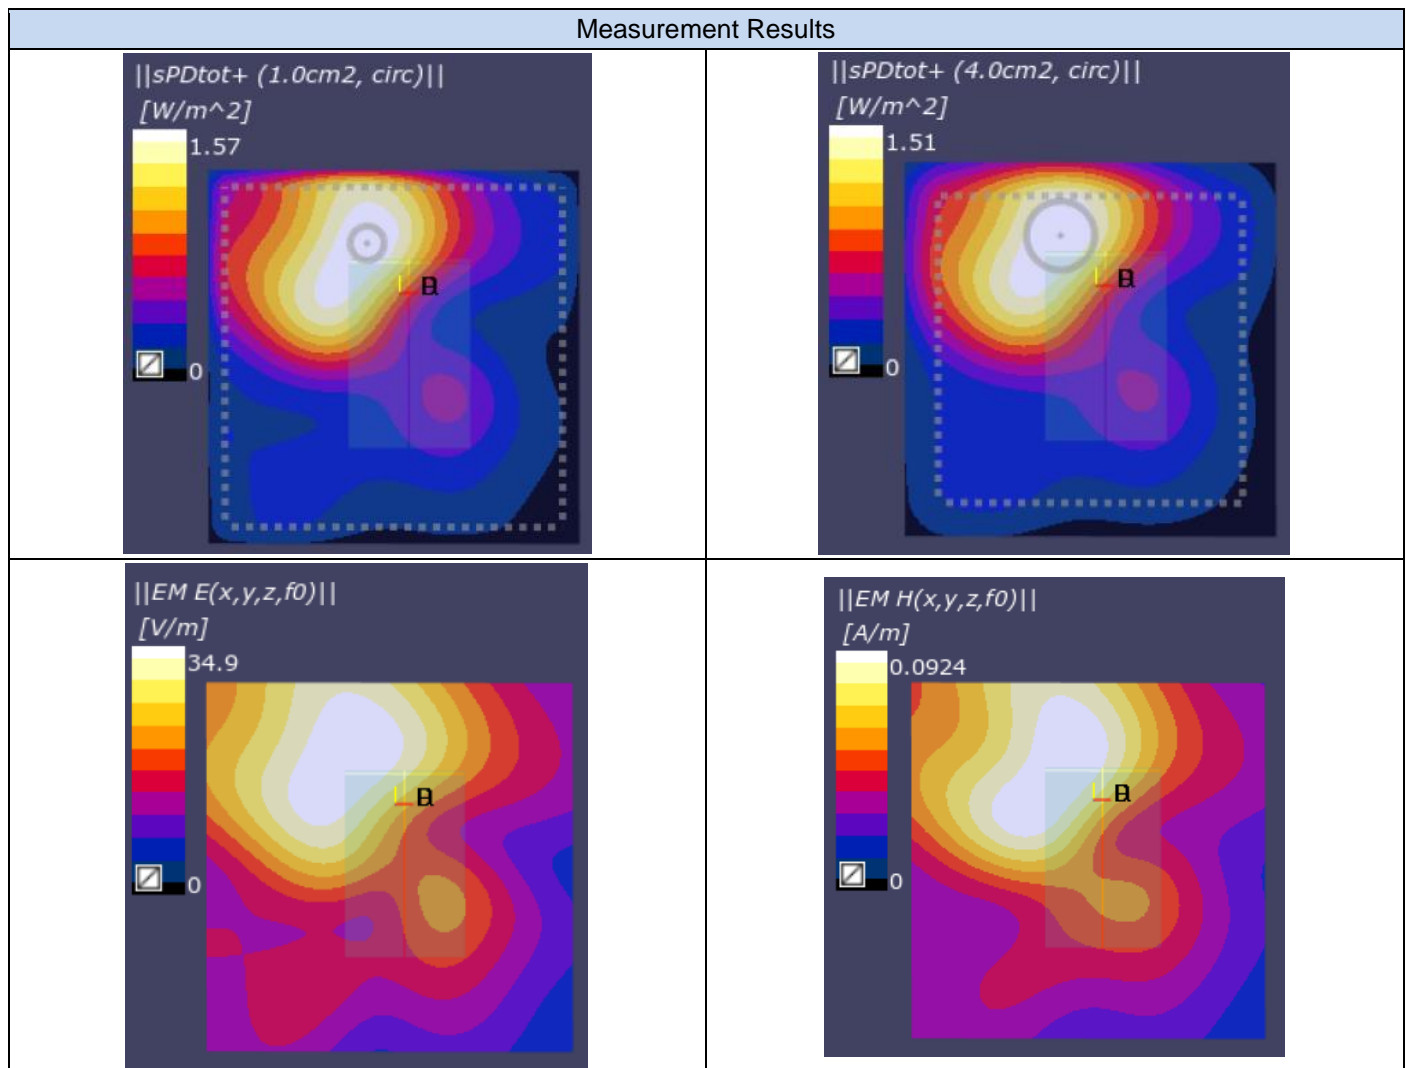 Measurement Results
||sPDtot+ (1.0cm2, circ)||
[W/m^2]
1.57
0
||sPDtot+ (4.0cm2, circ)||
[W/m^2]
1.51
0
||EM E(x,y,z,f0)||
[V/m]
34.9
0
||EM H(x,y,z,f0)||
[A/m]
0.0924
0